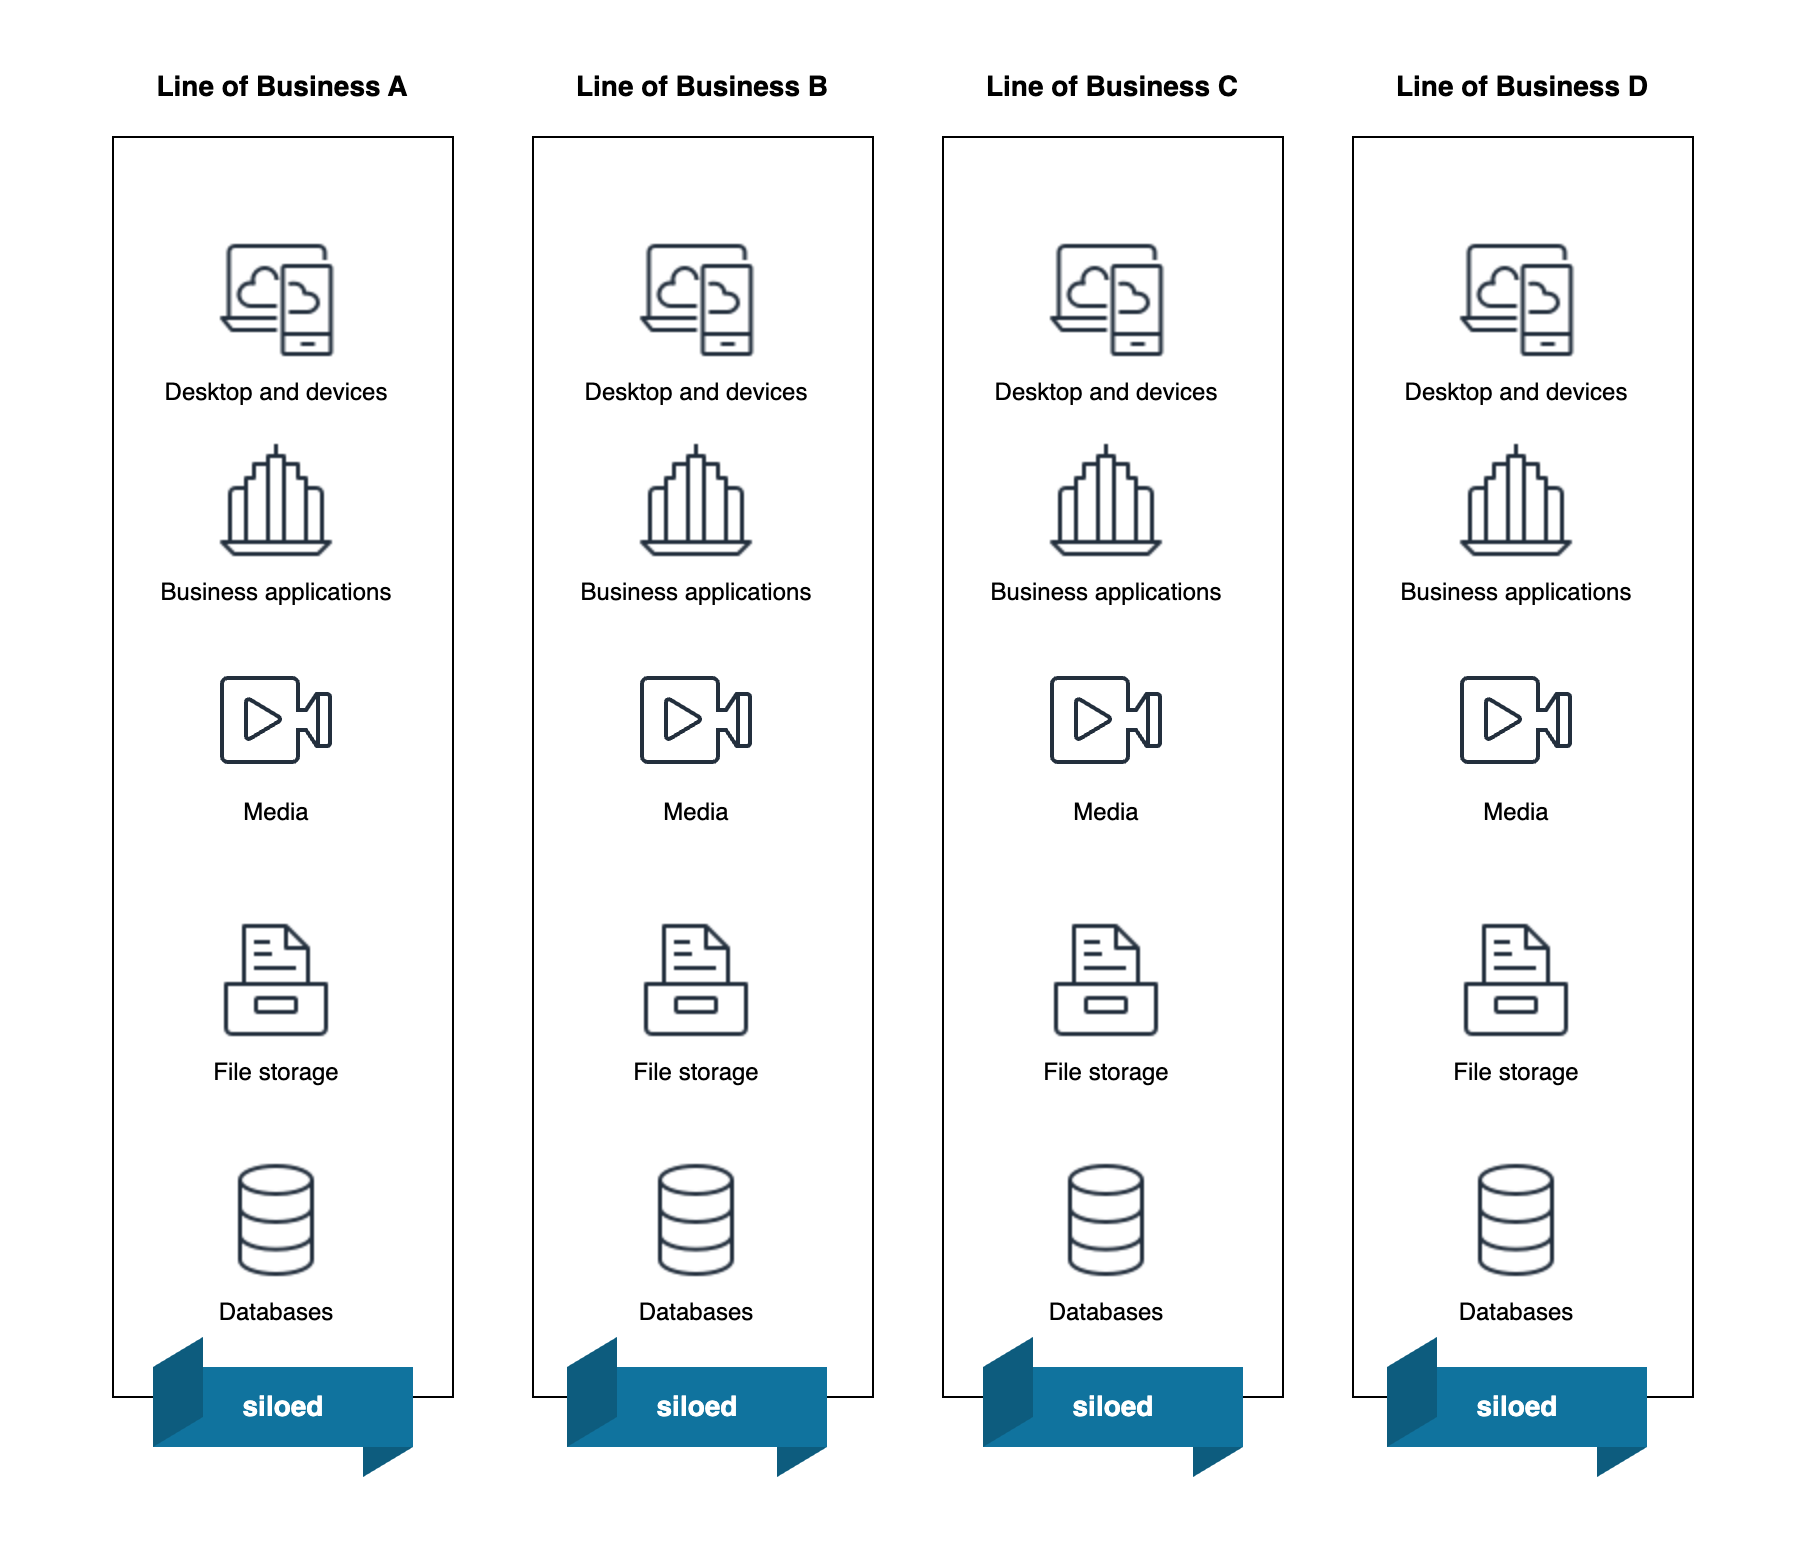 Line of Business A
Desktop and devices
Business applications
Media
File storage
Databases
siloed
Line of Business B
Desktop and devices
Business applications
Media
File storage
Databases
siloed
Line of Business C
Desktop and devices
Business applications
Media
File storage
Databases
siloed
Line of Business D
Desktop and devices
Business applications
Media
File storage
Databases
siloed